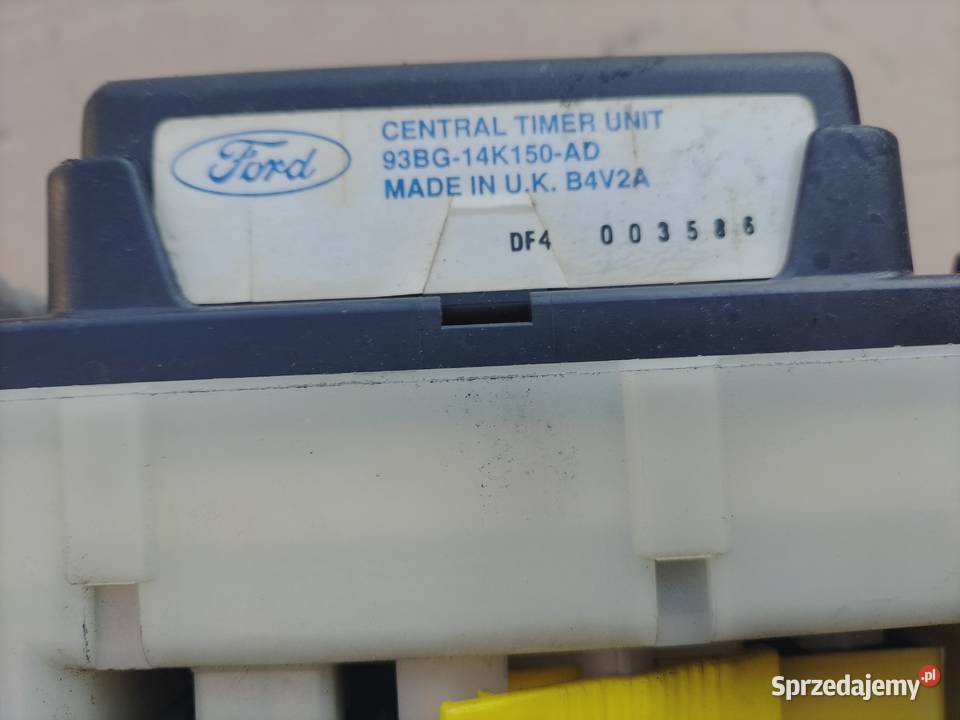 Ford
CENTRAL TIMER UNIT
93BG-14K150-AD
MADE IN U.K. B4V2A
DF4 003586
Sprzedajemy.pl